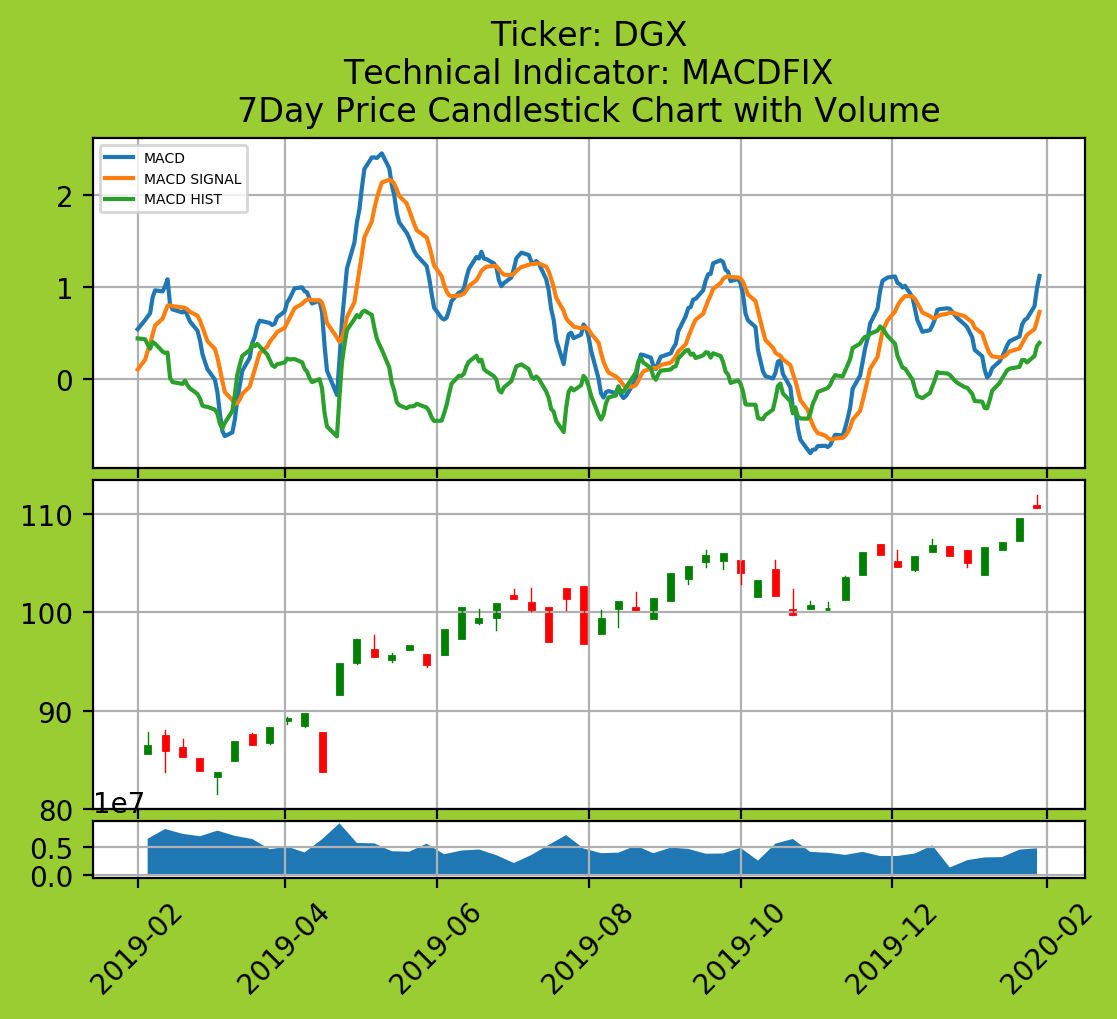 Ticker: DGX
Technical Indicator: MACDFIX
7Day Price Candlestick Chart with Volume
MACD
MACD SIGNAL
MACD HIST
2
1
0
110
100
90
80
1e7
0.5
0.0
2019-02
2019-04
2019-06
2019-08
2019-10
2019-12
2020-02